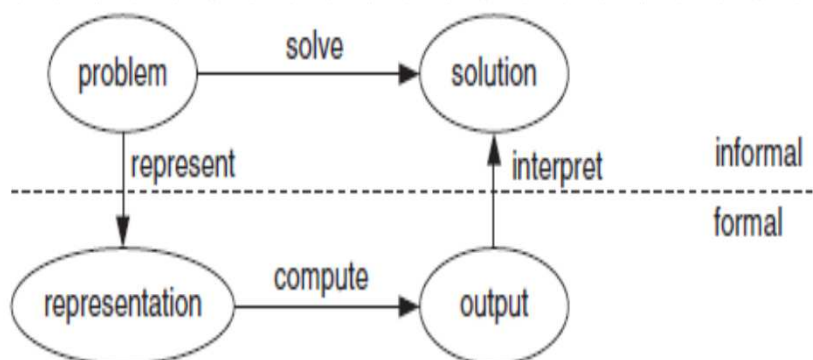 solve
problem
solution
represent
interpret
informal
formal
compute
representation
output